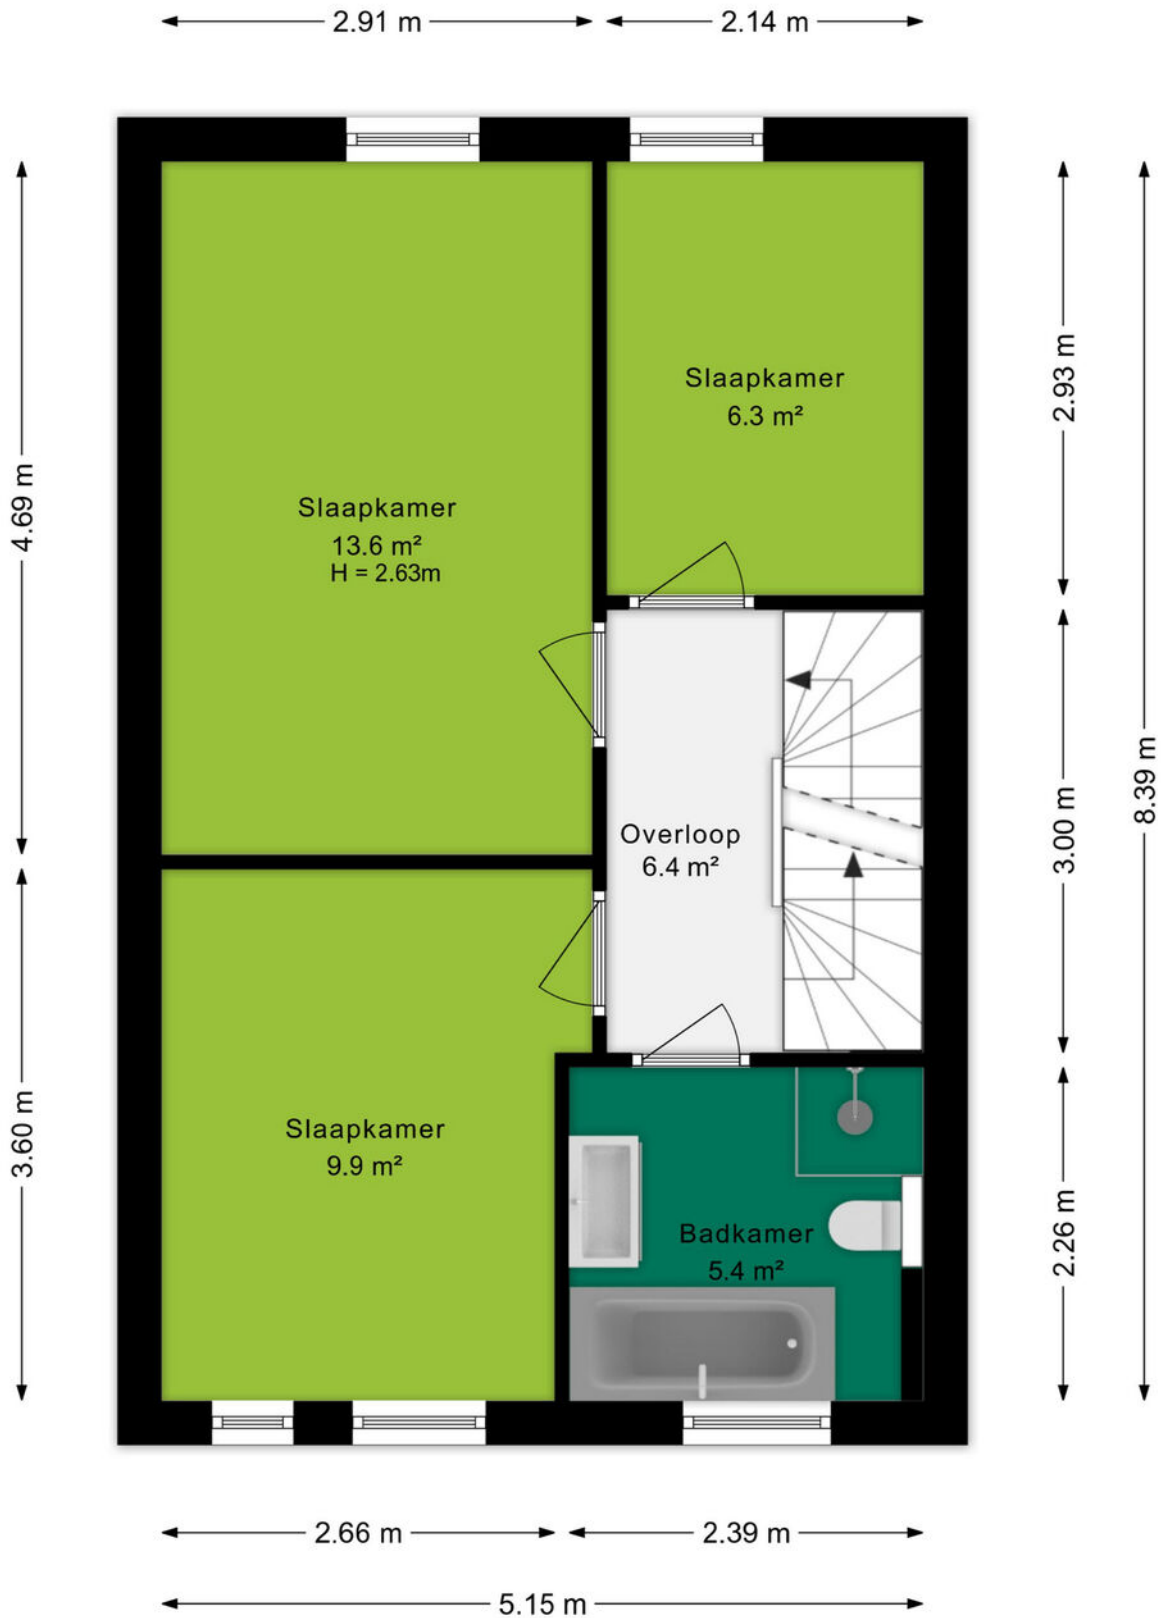 2.91 m
2.14 m
Slaapkamer
6.3 m²
2.93 m
4.69 m
Slaapkamer
13.6 m²
H = 2.63m
8.39 m
Overloop
6.4 m²
3.00 m
Slaapkamer
9.9 m²
3.60 m
Badkamer
5.4 m²
2.26 m
2.66 m
2.39 m
5.15 m